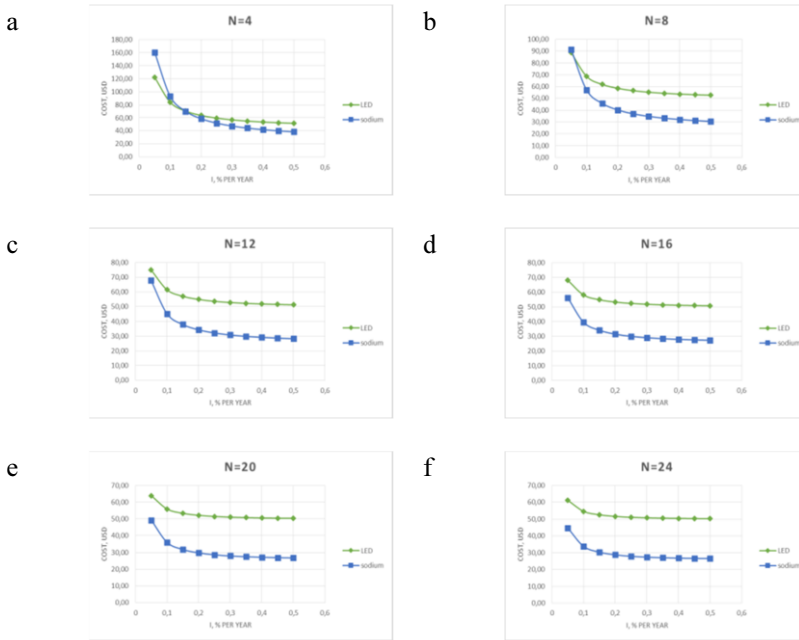 a
N=4
COST, USD
180,00
160,00
140,00
120,00
100,00
80,00
60,00
40,00
20,00
0,00
0 0,1 0,2 0,3 0,4 0,5 0,6
I, % PER YEAR
LED
sodium
b
N=8
COST, USD
100,00
90,00
80,00
70,00
60,00
50,00
40,00
30,00
20,00
10,00
0,00
0 0,1 0,2 0,3 0,4 0,5 0,6
I, % PER YEAR
LED
sodium
c
N=12
COST, USD
80,00
70,00
60,00
50,00
40,00
30,00
20,00
10,00
0,00
0 0,1 0,2 0,3 0,4 0,5 0,6
I, % PER YEAR
LED
sodium
d
N=16
COST, USD
80,00
70,00
60,00
50,00
40,00
30,00
20,00
10,00
0,00
0 0,1 0,2 0,3 0,4 0,5 0,6
I, % PER YEAR
LED
sodium
e
N=20
COST, USD
70,00
60,00
50,00
40,00
30,00
20,00
10,00
0,00
0 0,1 0,2 0,3 0,4 0,5 0,6
I, % PER YEAR
LED
sodium
f
N=24
COST, USD
70,00
60,00
50,00
40,00
30,00
20,00
10,00
0,00
0 0,1 0,2 0,3 0,4 0,5 0,6
I, % PER YEAR
LED
sodium